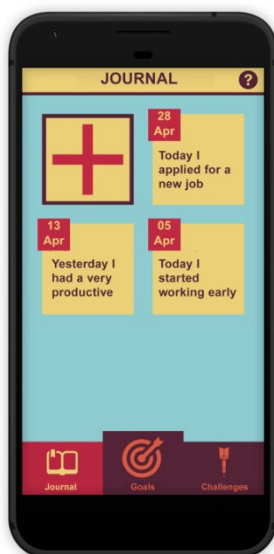 JOURNAL ?
28
Apr
Today I
applied for a
new job
13
Apr
Yesterday I
had a very
productive
05
Apr
Today I
started
working early
Journal
Goals
Challenges